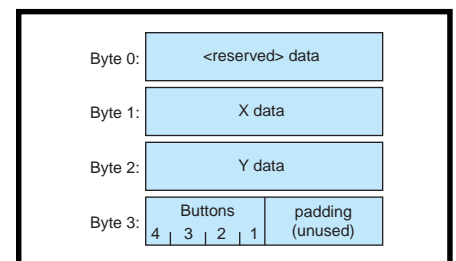 Byte 0: <reserved> data
Byte 1: X data
Byte 2: Y data
Byte 3: Buttons padding
4 3 2 1 (unused)